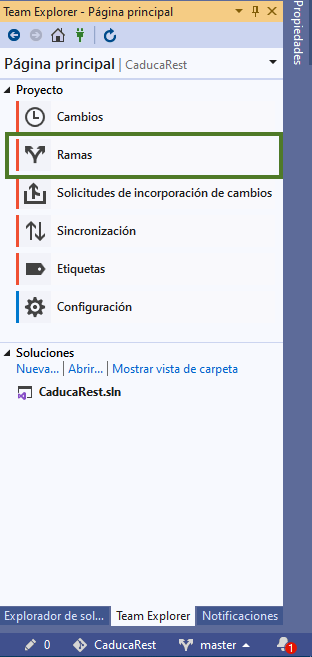 Team Explorer - Página principal
Propiedades
Página principal | CaducaRest
Proyecto
Cambios
Ramas
Solicitudes de incorporación de cambios
Sincronización
Etiquetas
Configuración
Soluciones
Nueva... | Abrir... | Mostrar vista de carpeta
CaducaRest.sln
Explorador de sol... Team Explorer Notificaciones
0 CaducaRest master 1